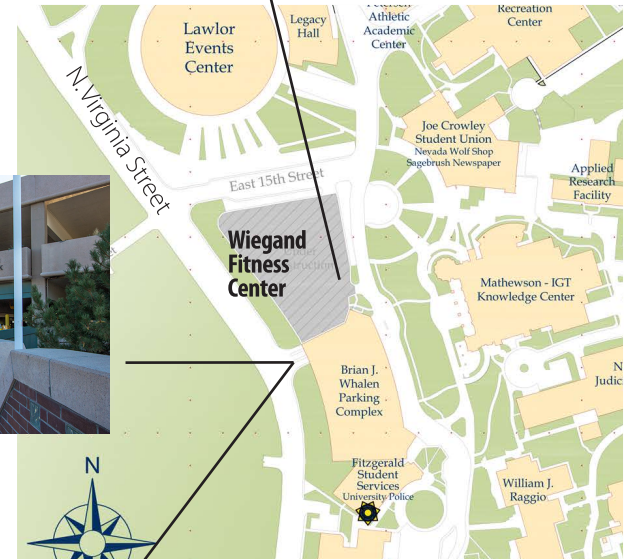 Petersen
Athletic
Academic
Center
Recreation
Center
Legacy
Hall
Lawlor
Events
Center
N. Virginia Street
Joe Crowley
Student Union
Nevada Wolf Shop
Sagebrush Newspaper
East 15th Street
Applied
Research
Facility
Wiegand
Fitness
Center
Mathewson - IGT
Knowledge Center
Brian J.
Whalen
Parking
Complex
N
Judic
Fitzgerald
Student
Services
University Police
William J.
Raggio
N